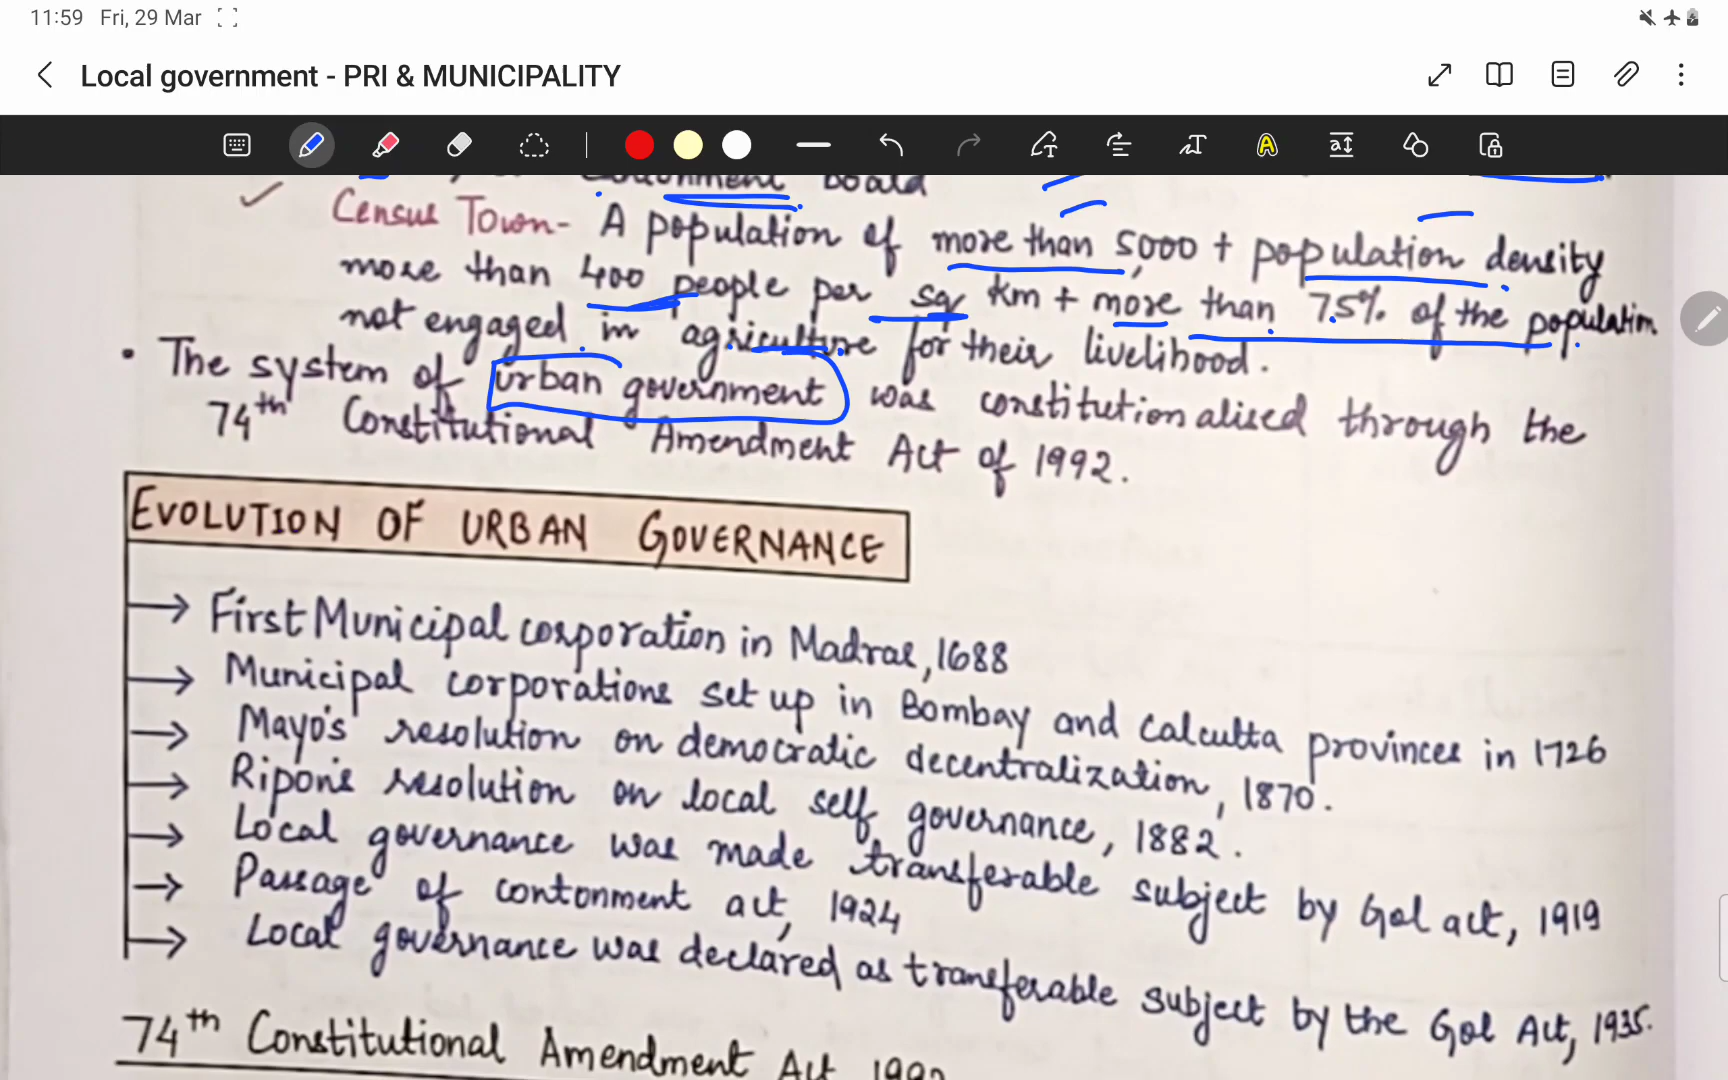 11:59 Fri, 29 Mar
Local government - PRI & MUNICIPALITY
Board
Census Town- A population of more than 5,000 + population density
more than 400 people per sq km + more than 75% of the population
not engaged in agriculture for their livelihood.
• The system of urban government was constitutionalised through the
74th Constitutional Amendment Act of 1992.
EVOLUTION OF URBAN GOVERNANCE
→ First Municipal corporation in Madras, 1688
→ Municipal corporations set up in Bombay and Calcutta provinces in 1726
→ Mayo's resolution on democratic decentralization, 1870.
→ Ripon's resolution on local self governance, 1882.
→ Local governance was made transferable subject by GoI act, 1919
→ Passage of contonment act, 1924
→ Local governance was declared as transferable subject by the GoI Act, 1935.
74th Constitutional Amendment Act 1992